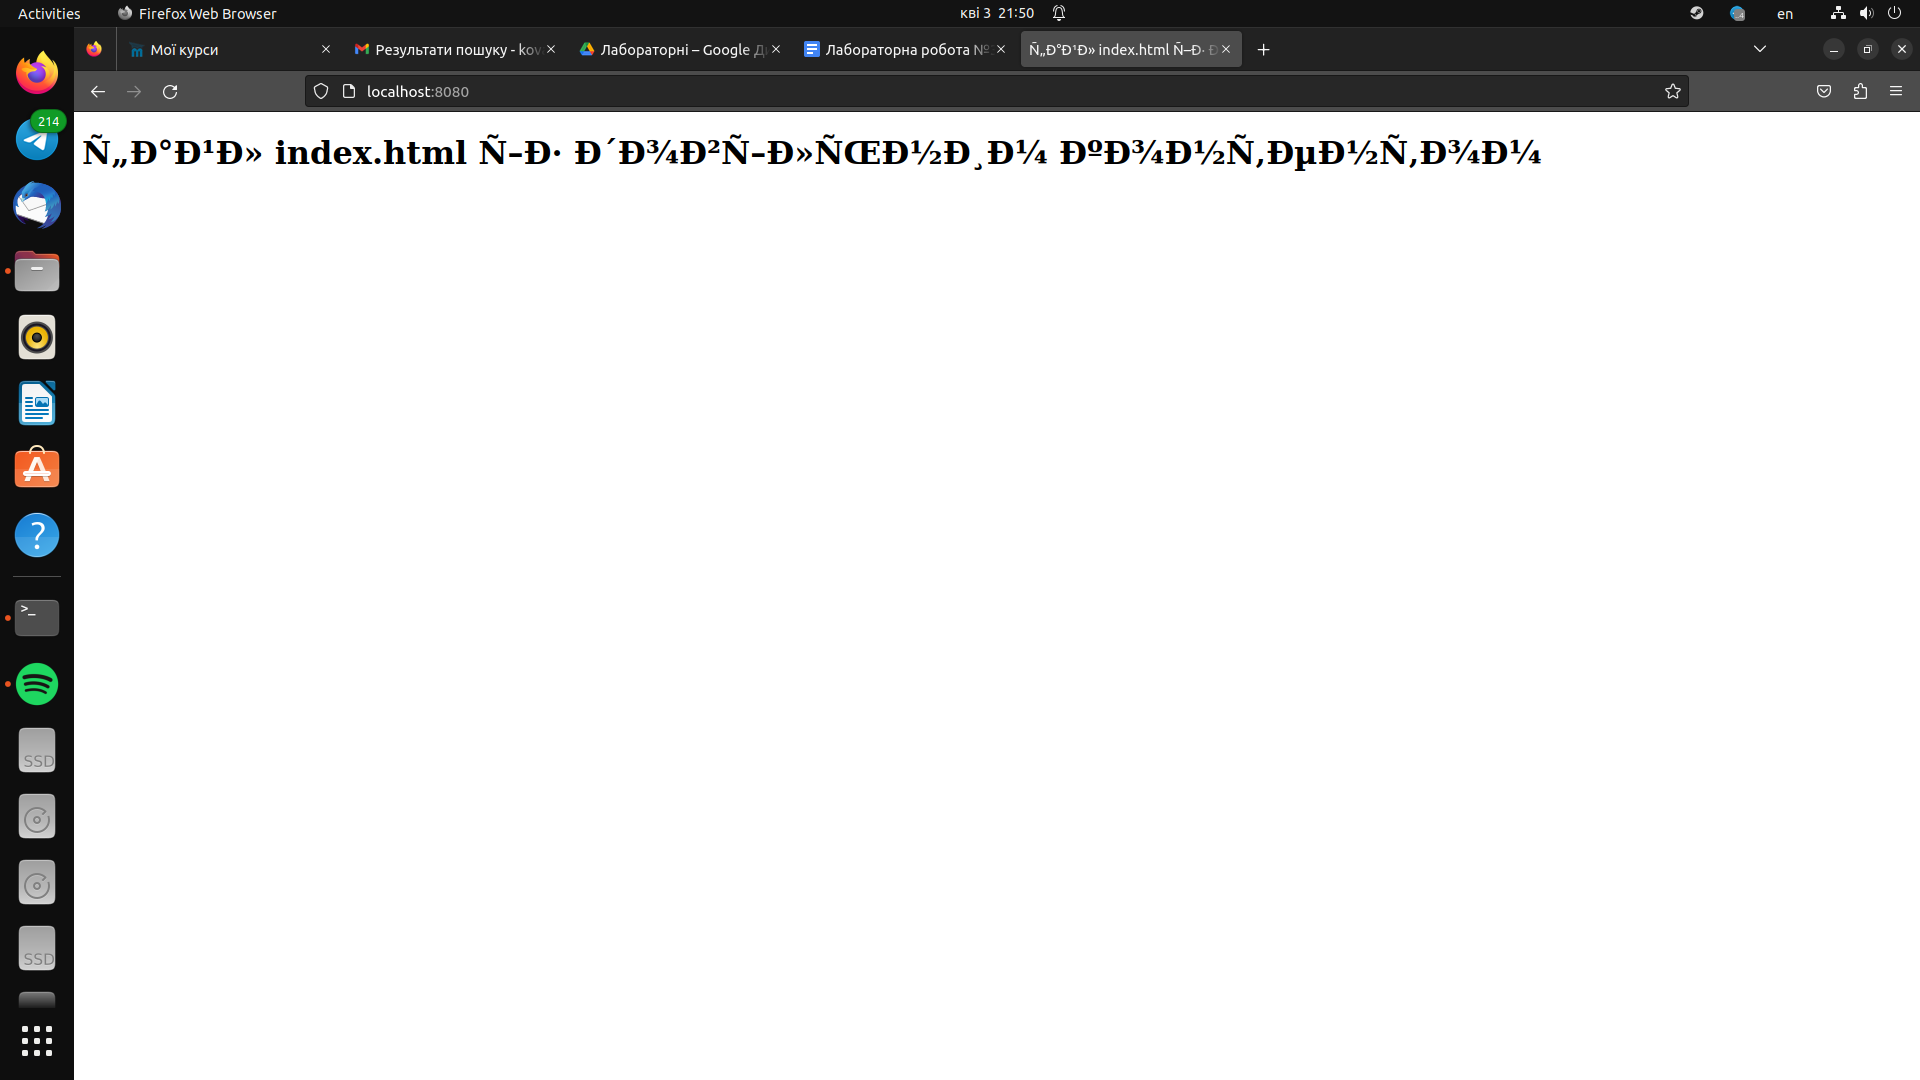 Activities
Firefox Web Browser
кві 3 21:50
en
Мої курси
Результати пошуку - kov
Лабораторні – Google Д
Лабораторна робота №
Ñ„Ð°Ð¹Ð» index.html Ñ–Ð· Ð
localhost:8080
214
Ñ„Ð°Ð¹Ð» index.html Ñ–Ð· Ð´Ð¾Ð²Ñ–Ð»ÑŒÐ½Ð¸Ð¼ ÐºÐ¾Ð½Ñ‚ÐµÐ½Ñ‚Ð¾Ð¼
SSD
SSD